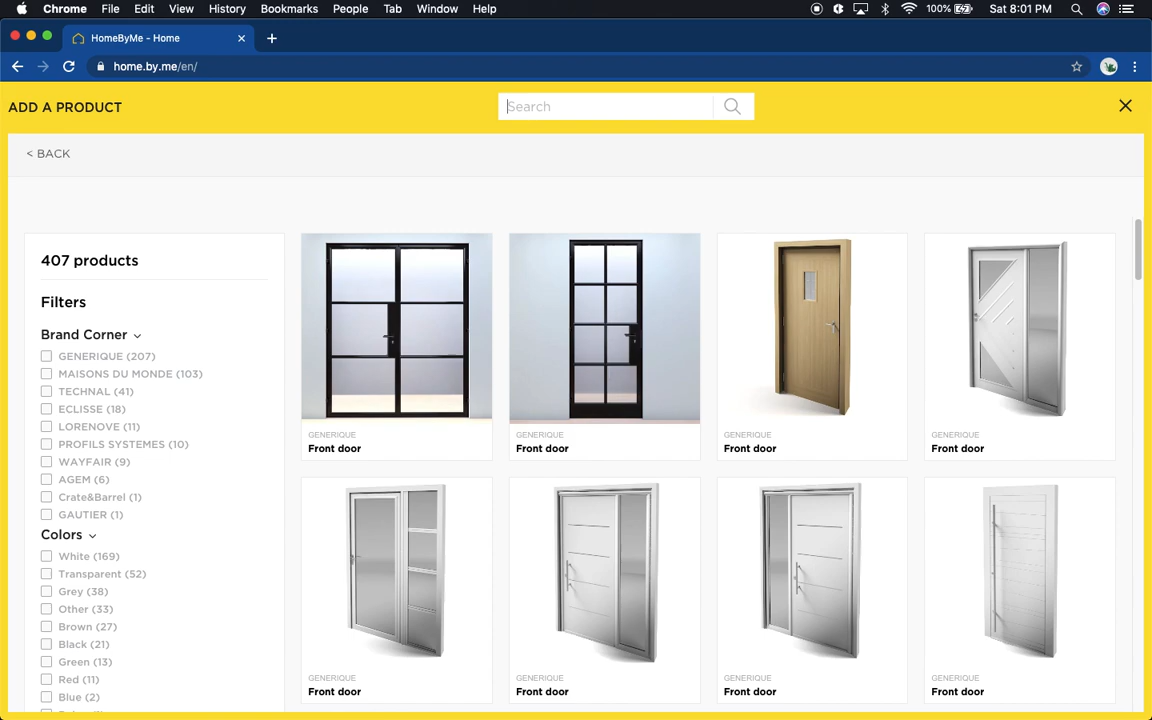 Chrome File Edit View History Bookmarks People Tab Window Help 100% Sat 8:01 PM
HomeByMe - Home
home.by.me/en/
ADD A PRODUCT
Search
< BACK
407 products
Filters
Brand Corner
GENERIQUE (207)
MAISONS DU MONDE (103)
TECHNAL (41)
ECLISSE (18)
LORENOVE (11)
PROFILS SYSTEMES (10)
WAYFAIR (9)
AGEM (6)
Crate&Barrel (1)
GAUTIER (1)
Colors
White (169)
Transparent (52)
Grey (38)
Other (33)
Brown (27)
Black (21)
Green (13)
Red (11)
Blue (2)
GENERIQUE
Front door
GENERIQUE
Front door
GENERIQUE
Front door
GENERIQUE
Front door
GENERIQUE
Front door
GENERIQUE
Front door
GENERIQUE
Front door
GENERIQUE
Front door